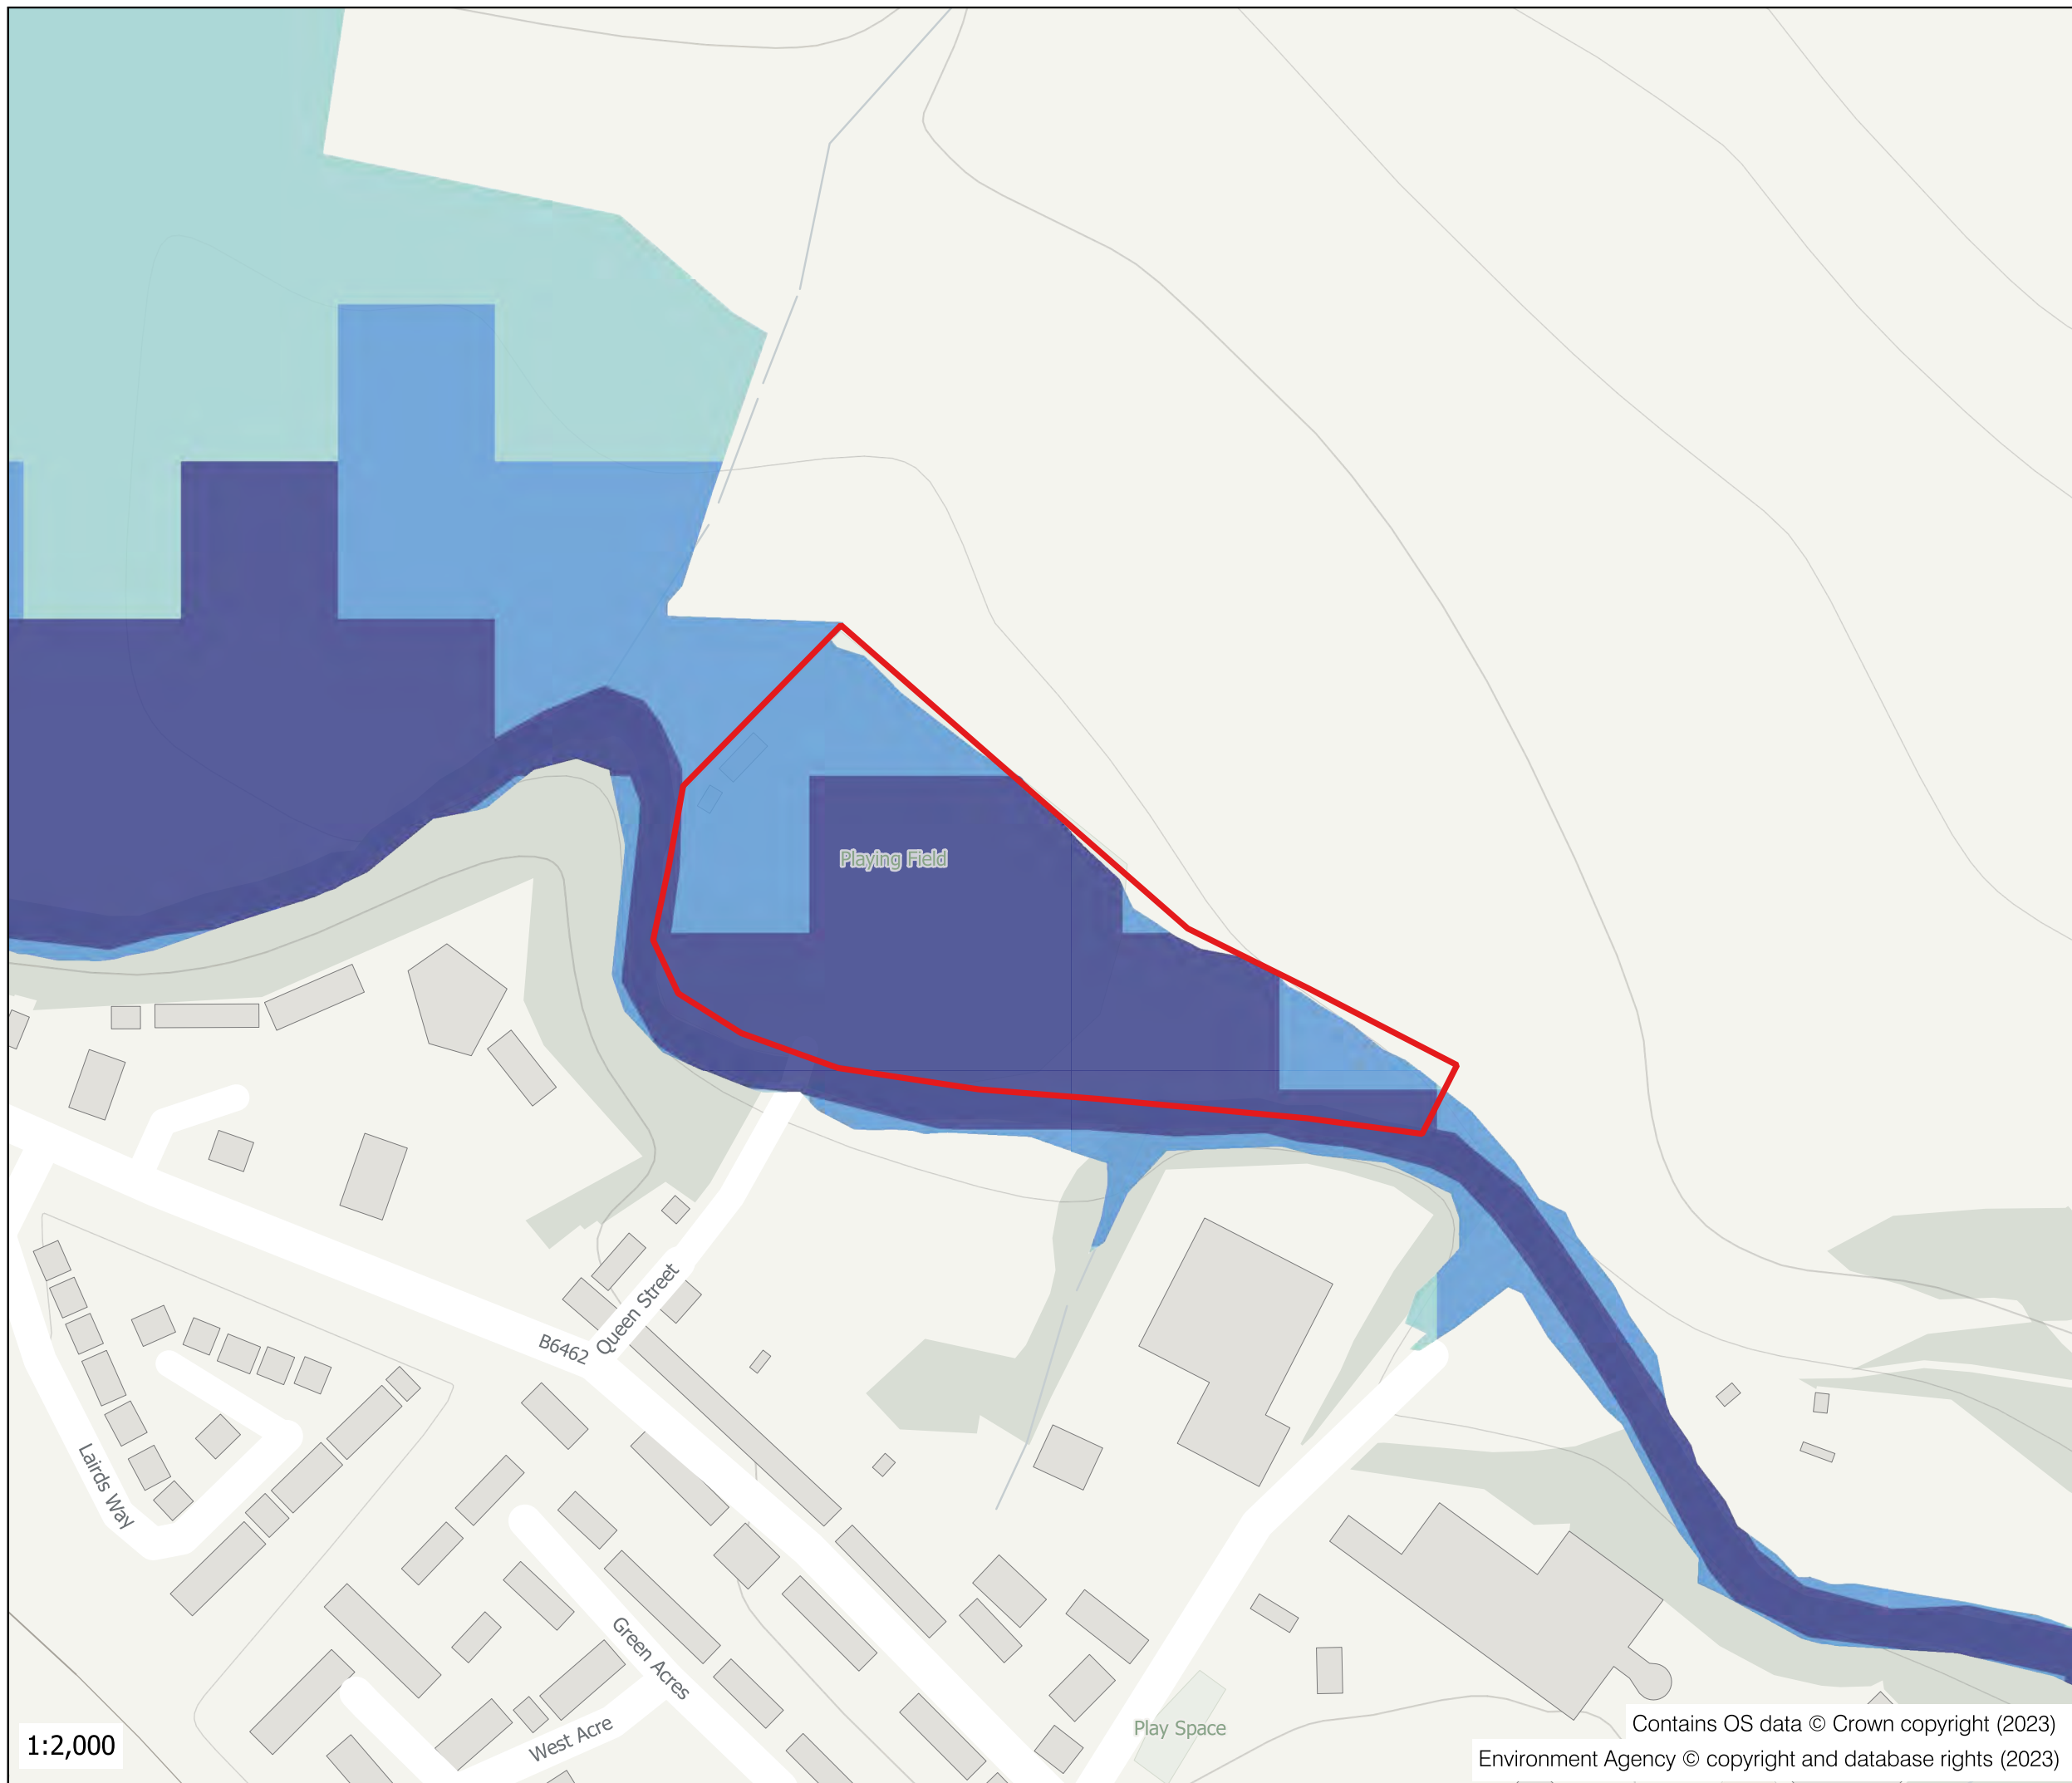 Playing Field
Queen Street
B6462
Lairds Way
Green Acres
West Acre
Play Space
1:2,000
Contains OS data © Crown copyright (2023)
Environment Agency © copyright and database rights (2023)